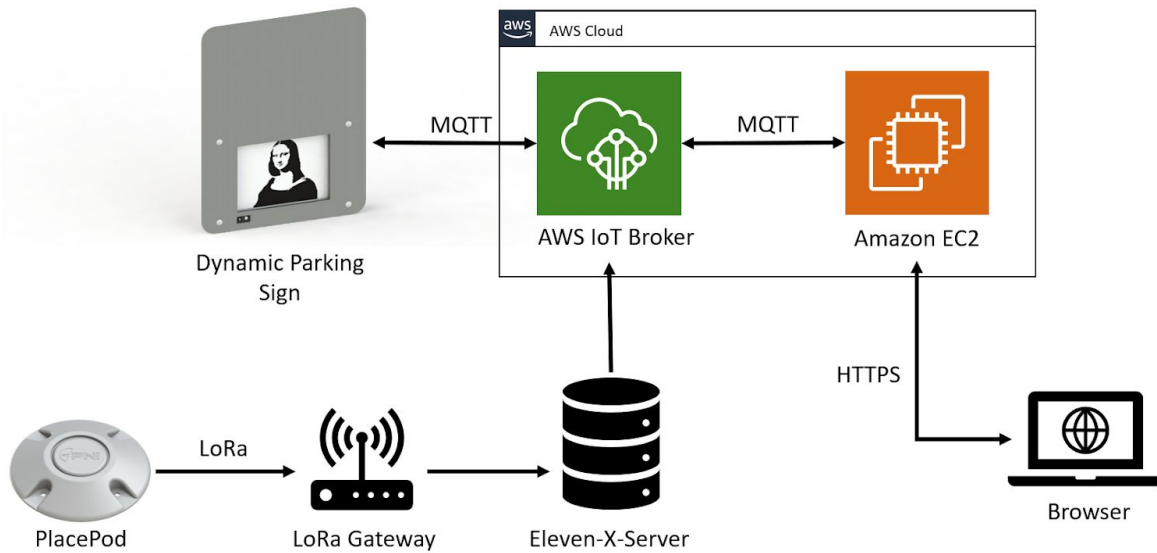 aws
AWS Cloud
MQTT
MQTT
AWS IoT Broker
Amazon EC2
Dynamic Parking
Sign
HTTPS
LoRa
PNI
PlacePod
LoRa Gateway
Eleven-X-Server
Browser